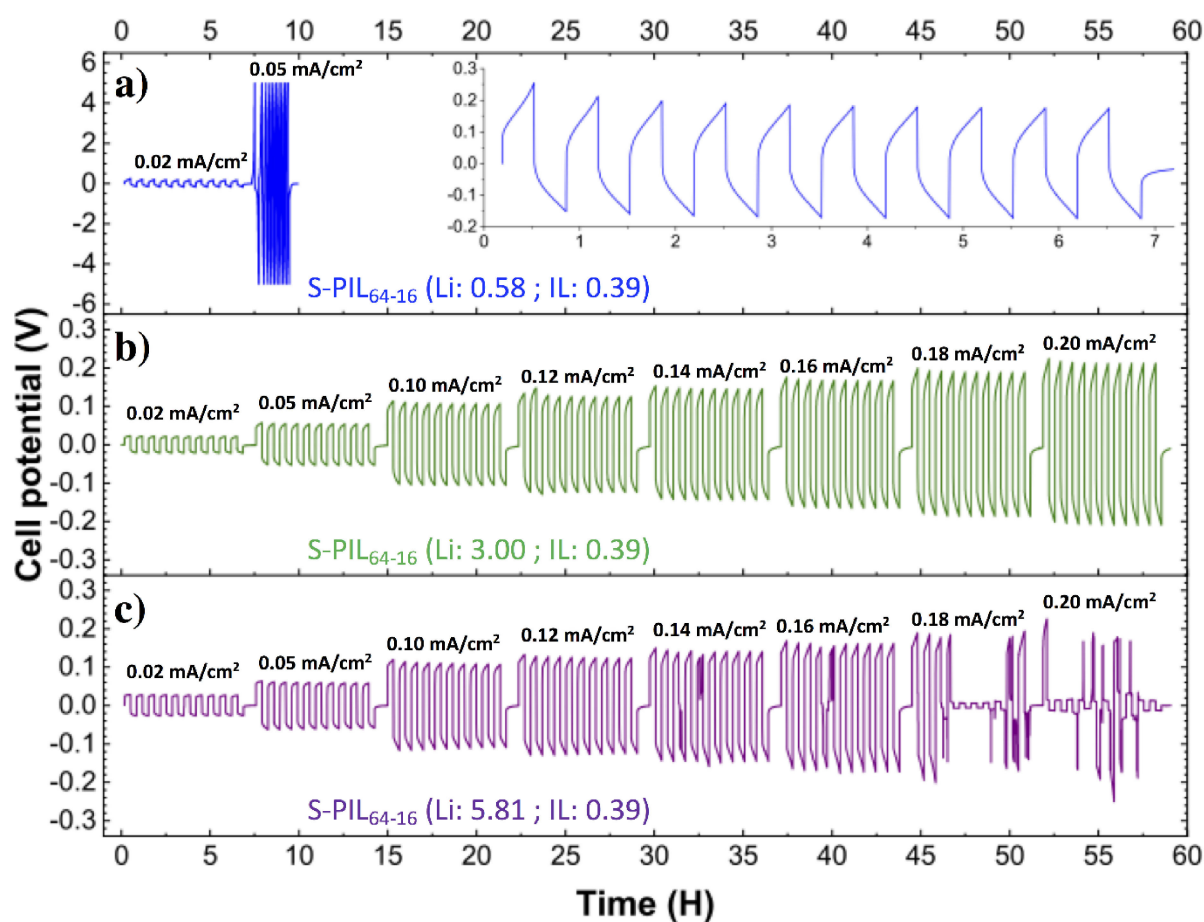 0 5 10 15 20 25 30 35 40 45 50 55 60
a)
0.05 mA/cm²
0.02 mA/cm²
6
4
2
0
-2
-4
-6
0.3
0.2
0.1
0.0
-0.1
-0.2
0 1 2 3 4 5 6 7
S-PIL₆₄₋₁₆ (Li: 0.58 ; IL: 0.39)
Cell potential (V)
b)
0.3
0.2
0.1
0.0
-0.1
-0.2
-0.3
0.02 mA/cm²
0.05 mA/cm²
0.10 mA/cm²
0.12 mA/cm²
0.14 mA/cm²
0.16 mA/cm²
0.18 mA/cm²
0.20 mA/cm²
S-PIL₆₄₋₁₆ (Li: 3.00 ; IL: 0.39)
c)
0.3
0.2
0.1
0.0
-0.1
-0.2
-0.3
0.02 mA/cm²
0.05 mA/cm²
0.10 mA/cm²
0.12 mA/cm²
0.14 mA/cm²
0.16 mA/cm²
0.18 mA/cm²
0.20 mA/cm²
S-PIL₆₄₋₁₆ (Li: 5.81 ; IL: 0.39)
0 5 10 15 20 25 30 35 40 45 50 55 60
Time (H)